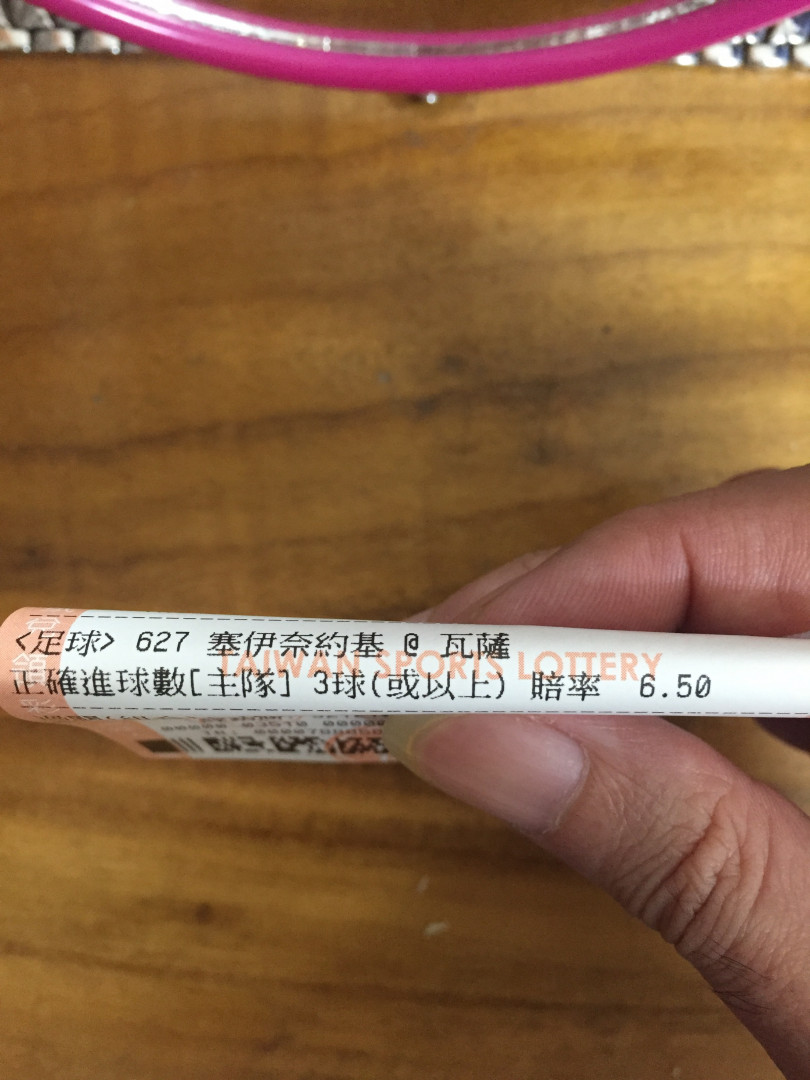 <足球> 627 塞伊奈約基 @ 瓦薩
TAIWAN SPORTS LOTTERY
正確進球數[主隊] 3球(或以上) 賠率 6.50